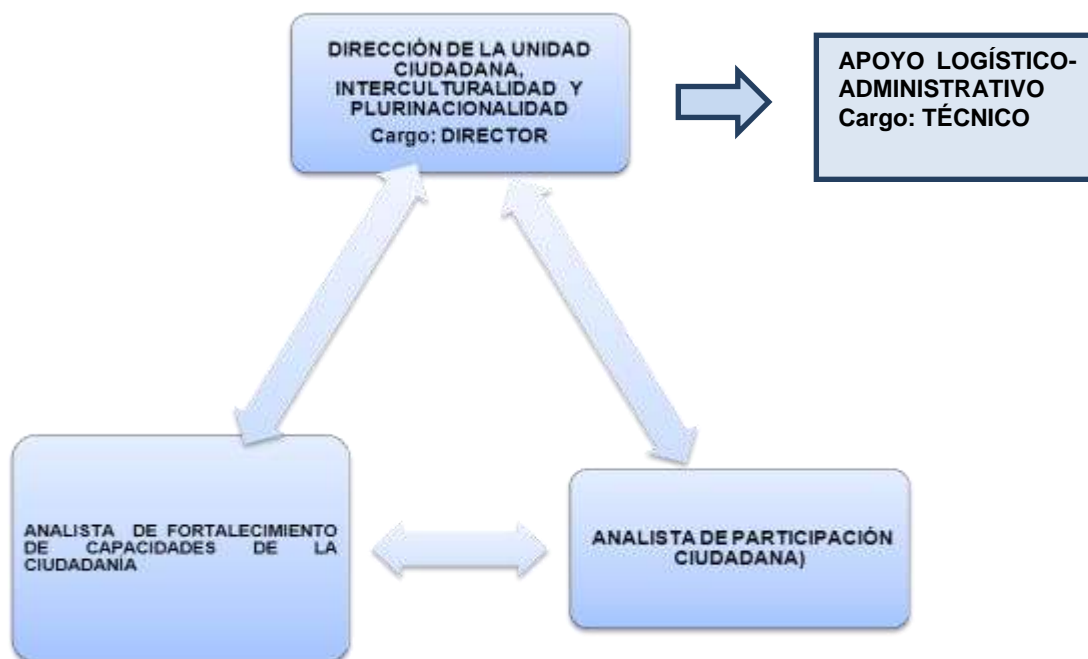 DIRECCIÓN DE LA UNIDAD
CIUDADANA,
INTERCULTURALIDAD Y
PLURINACIONALIDAD
Cargo: DIRECTOR
APOYO LOGÍSTICO-
ADMINISTRATIVO
Cargo: TÉCNICO
ANALISTA DE FORTALECIMIENTO
DE CAPACIDADES DE LA
CIUDADANÍA
ANALISTA DE PARTICIPACIÓN
CIUDADANA)